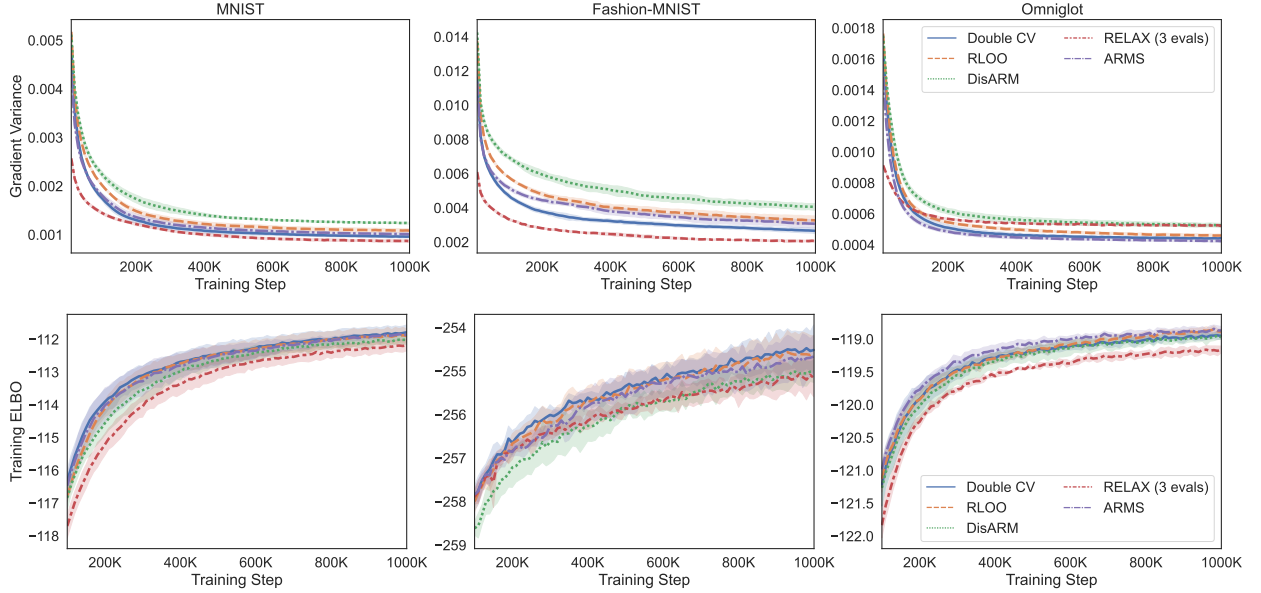 MNIST
Fashion-MNIST
Omniglot
Gradient Variance
0.005
0.004
0.003
0.002
0.001
200K 400K 600K 800K 1000K
Training Step
0.014
0.012
0.010
0.008
0.006
0.004
0.002
200K 400K 600K 800K 1000K
Training Step
0.0018
0.0016
0.0014
0.0012
0.0010
0.0008
0.0006
0.0004
200K 400K 600K 800K 1000K
Training Step
Double CV
RLOO
DisARM
RELAX (3 evals)
ARMS
Training ELBO
−112
−113
−114
−115
−116
−117
−118
200K 400K 600K 800K 1000K
Training Step
−254
−255
−256
−257
−258
−259
200K 400K 600K 800K 1000K
Training Step
−119.0
−119.5
−120.0
−120.5
−121.0
−121.5
−122.0
200K 400K 600K 800K 1000K
Training Step
Double CV
RLOO
DisARM
RELAX (3 evals)
ARMS